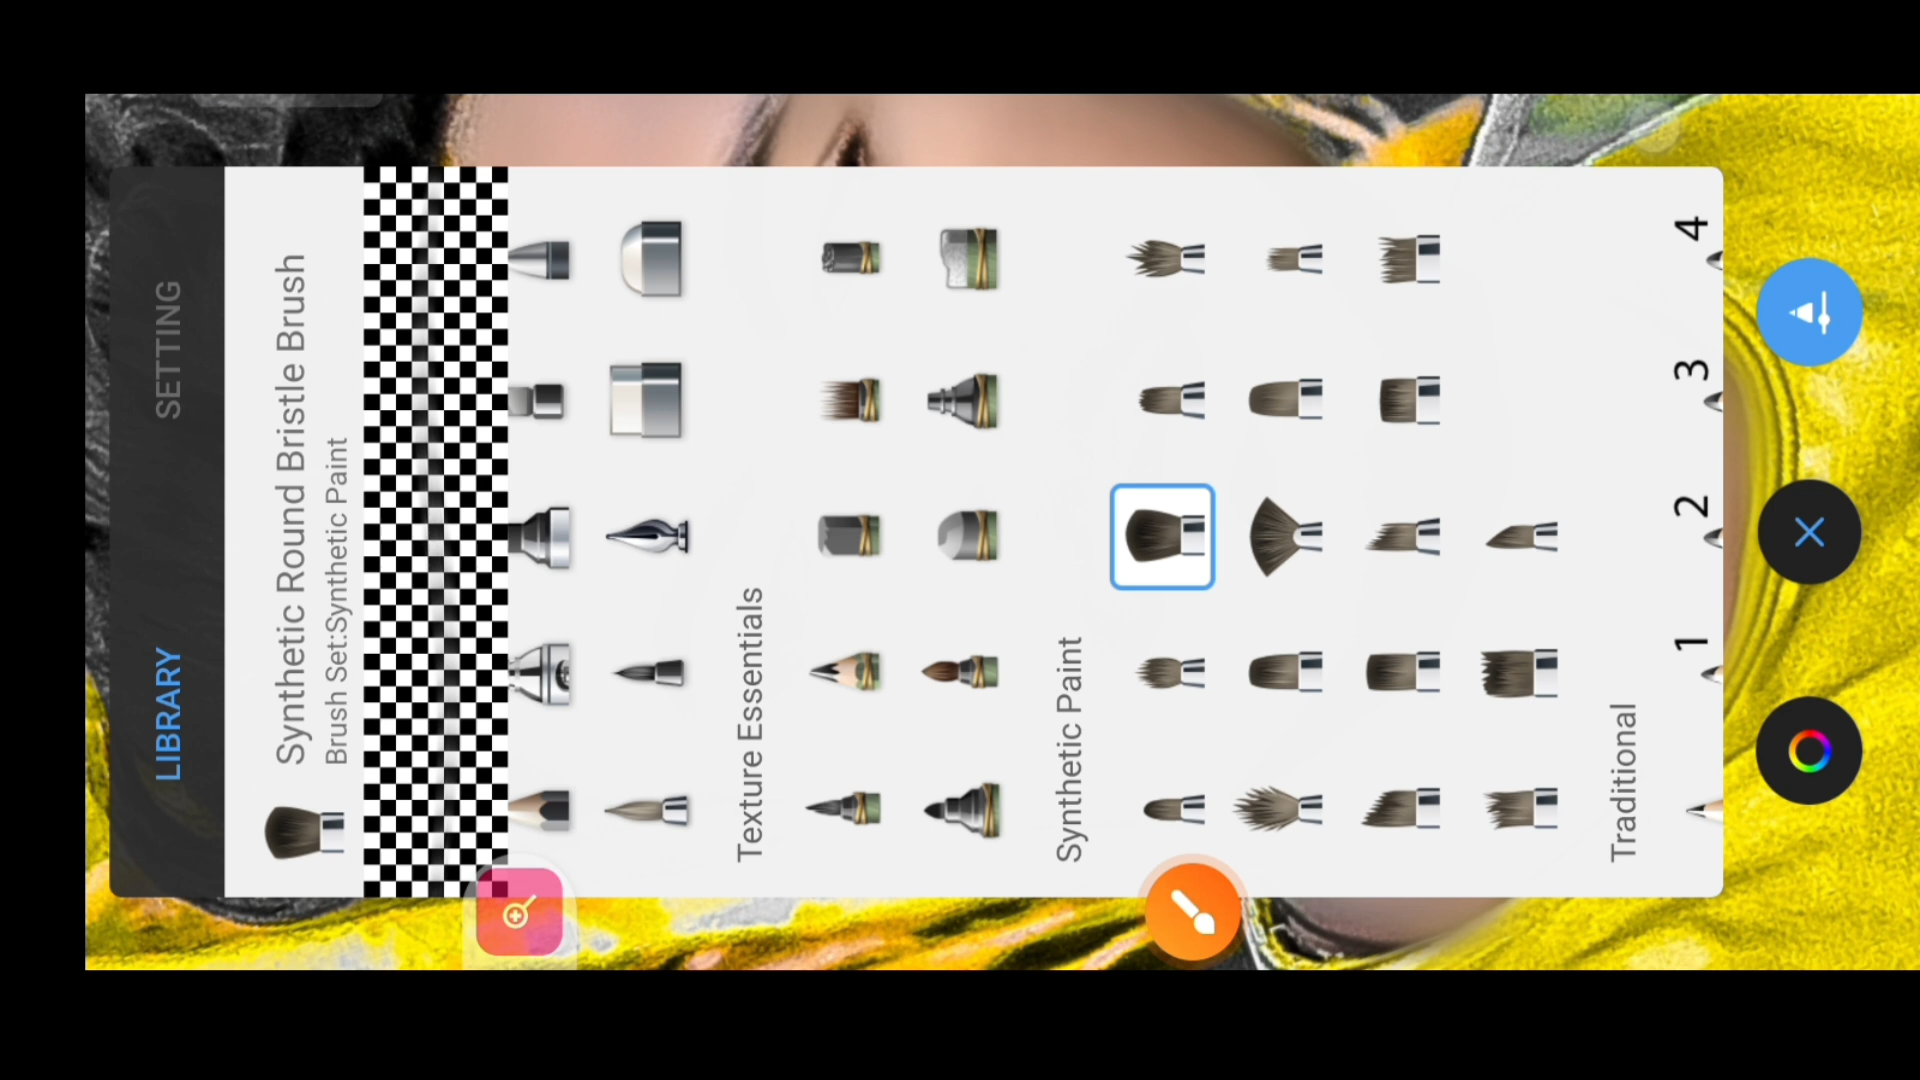 LIBRARY
SETTING
Synthetic Round Bristle Brush
Brush Set:Synthetic Paint
Texture Essentials
Synthetic Paint
Traditional
1
2
3
4